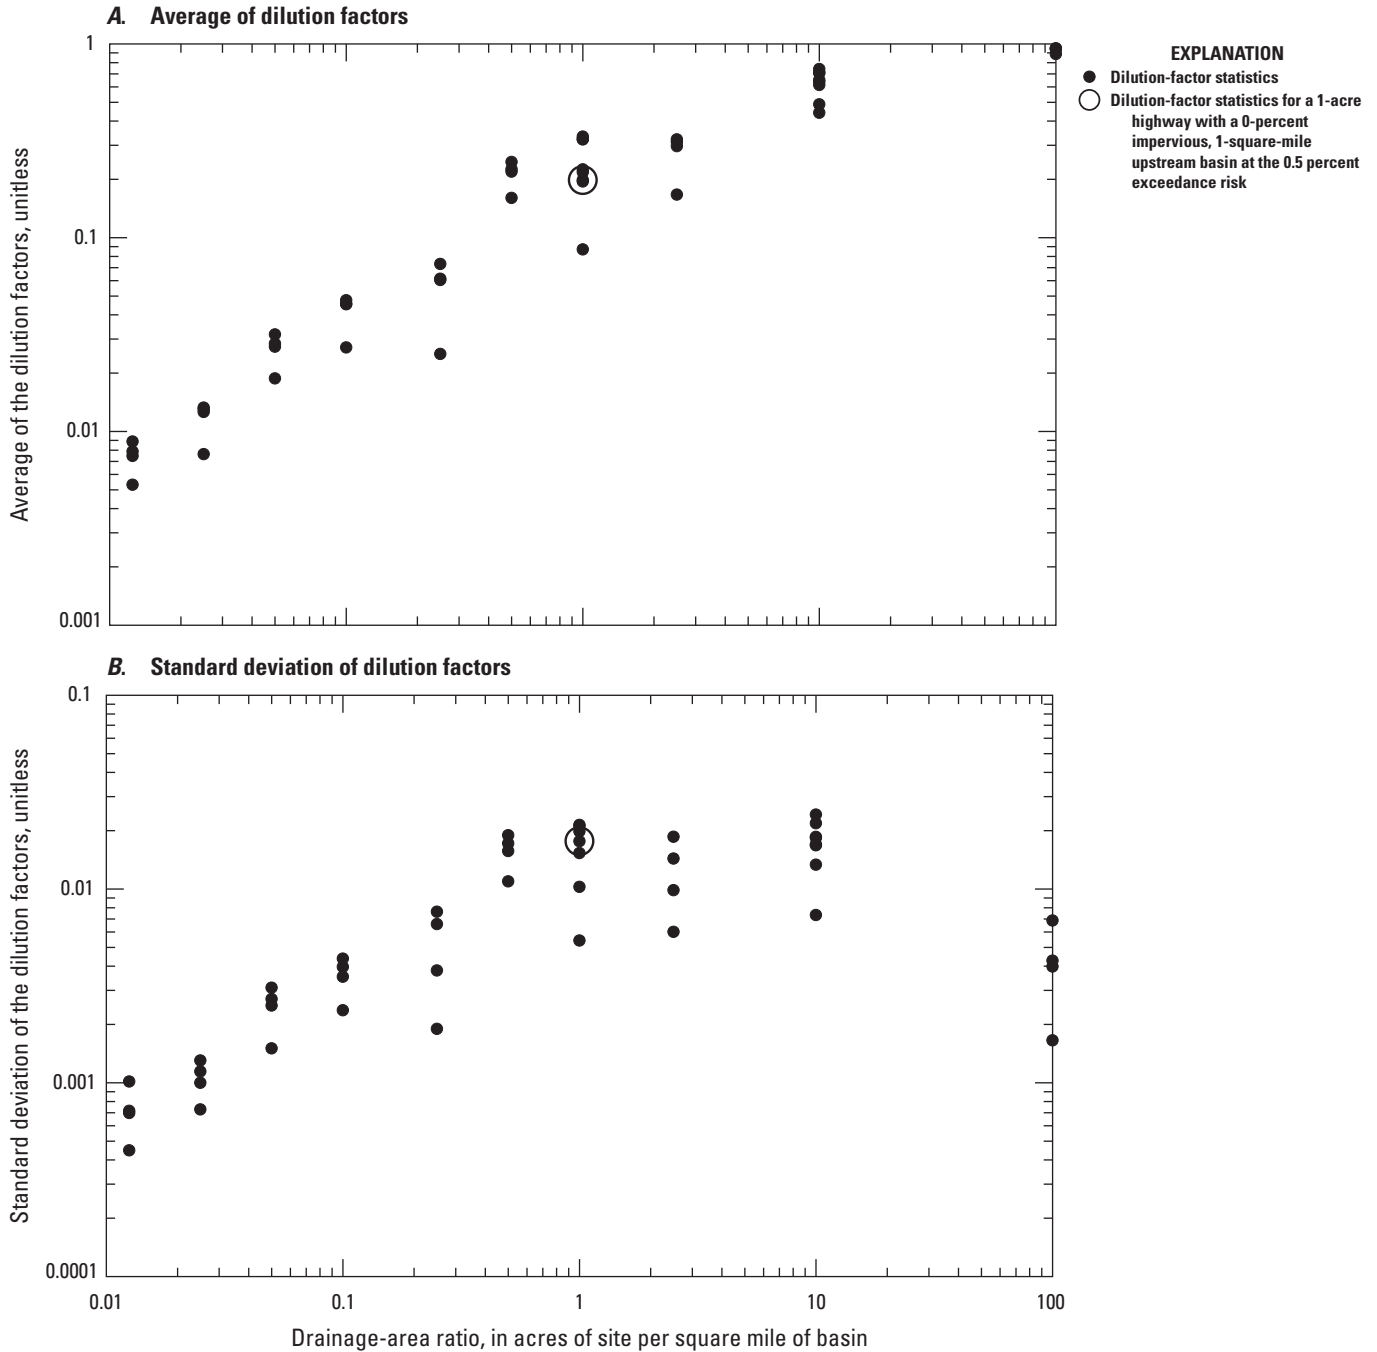 A. Average of dilution factors
1
0.1
0.01
0.001
Average of the dilution factors, unitless
EXPLANATION
Dilution-factor statistics
Dilution-factor statistics for a 1-acre
highway with a 0-percent
impervious, 1-square-mile
upstream basin at the 0.5 percent
exceedance risk
B. Standard deviation of dilution factors
0.1
0.01
0.001
0.0001
Standard deviation of the dilution factors, unitless
0.01 0.1 1 10 100
Drainage-area ratio, in acres of site per square mile of basin